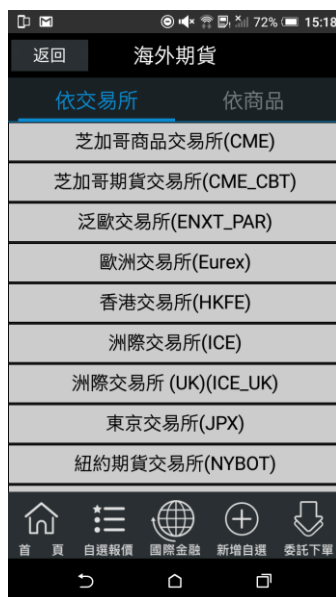 72% 15:18
返回 海外期貨
依交易所 依商品
芝加哥商品交易所(CME)
芝加哥期貨交易所(CME_CBT)
泛歐交易所(ENXT_PAR)
歐洲交易所(Eurex)
香港交易所(HKFE)
洲際交易所(ICE)
洲際交易所 (UK)(ICE_UK)
東京交易所(JPX)
紐約期貨交易所(NYBOT)
首 頁 自選報價 國際金融 新增自選 委託下單